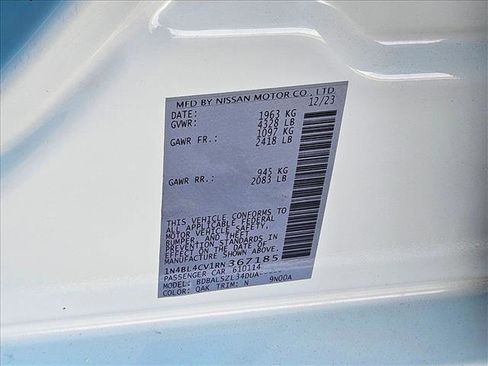 MFD BY NISSAN MOTOR CO., LTD.
DATE: 12/23
GVWR: 1963 KG
4328 LB
GAWR FR.: 1097 KG
2418 LB
GAWR RR.: 945 KG
2083 LB
THIS VEHICLE CONFORMS TO
ALL APPLICABLE FEDERAL
MOTOR VEHICLE SAFETY,
BUMPER, AND THEFT
PREVENTION STANDARDS IN
EFFECT ON THE DATE OF
MANUFACTURE SHOWN ABOVE.
1N4BL4CV1RN367185
PASSENGER CAR 610114
MODEL:
COLOR: QAK TRIM: N 9N00A